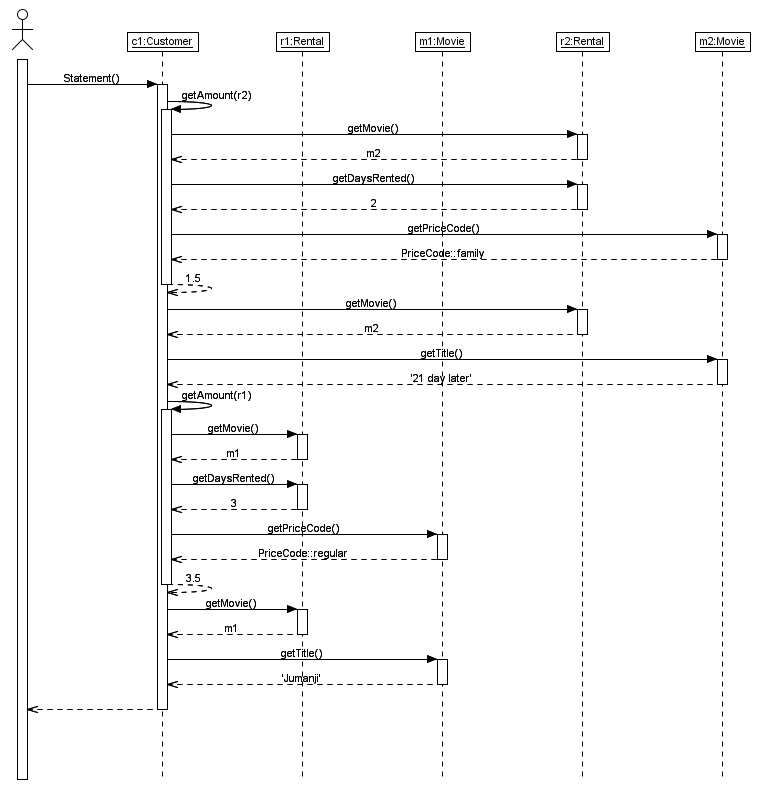 c1:Customer
r1:Rental
m1:Movie
r2:Rental
m2:Movie
Statement()
getAmount(r2)
getMovie()
m2
getDaysRented()
2
getPriceCode()
PriceCode::family
1.5
getMovie()
m2
getTitle()
'21 day later'
getAmount(r1)
getMovie()
m1
getDaysRented()
3
getPriceCode()
PriceCode::regular
3.5
getMovie()
m1
getTitle()
'Jumanji'